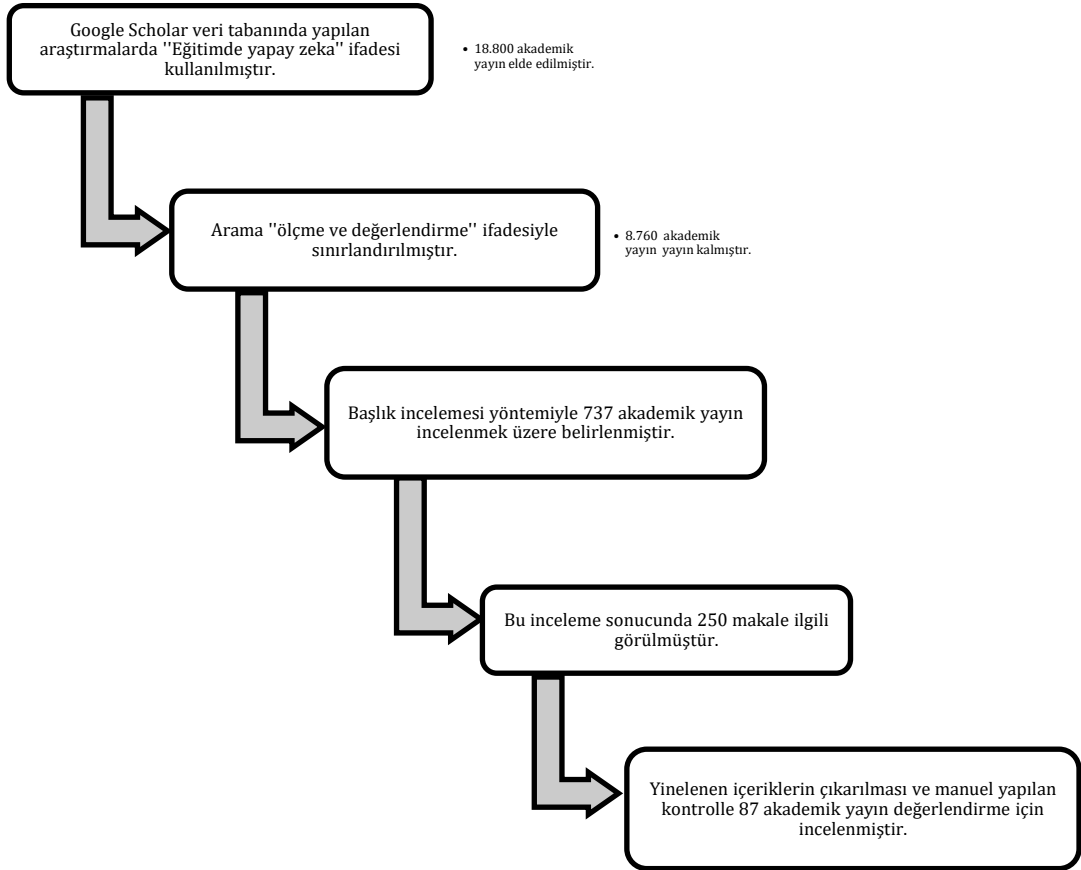 Google Scholar veri tabanında yapılan
araştırmalarda ''Eğitimde yapay zeka'' ifadesi
kullanılmıştır.
• 18.800 akademik
yayın elde edilmiştir.
Arama ''ölçme ve değerlendirme'' ifadesiyle
sınırlandırılmıştır.
• 8.760 akademik
yayın yayın kalmıştır.
Başlık incelemesi yöntemiyle 737 akademik yayın
incelenmek üzere belirlenmiştir.
Bu inceleme sonucunda 250 makale ilgili
görülmüştür.
Yinelenen içeriklerin çıkarılması ve manuel yapılan
kontrolle 87 akademik yayın değerlendirme için
incelenmiştir.